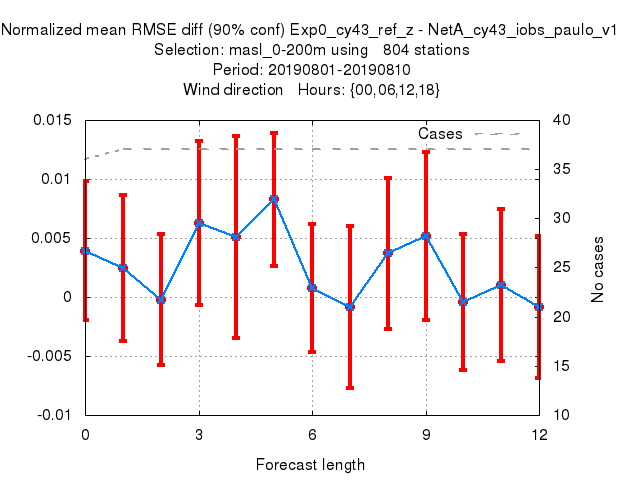 Normalized mean RMSE diff (90% conf) Exp0_cy43_ref_z - NetA_cy43_iobs_paulo_v1
Selection: masl_0-200m using 804 stations
Period: 20190801-20190810
Wind direction Hours: {00,06,12,18}
Cases
0.015
0.01
0.005
0
-0.005
-0.01
40
35
30
25
20
15
10
No cases
0 3 6 9 12
Forecast length